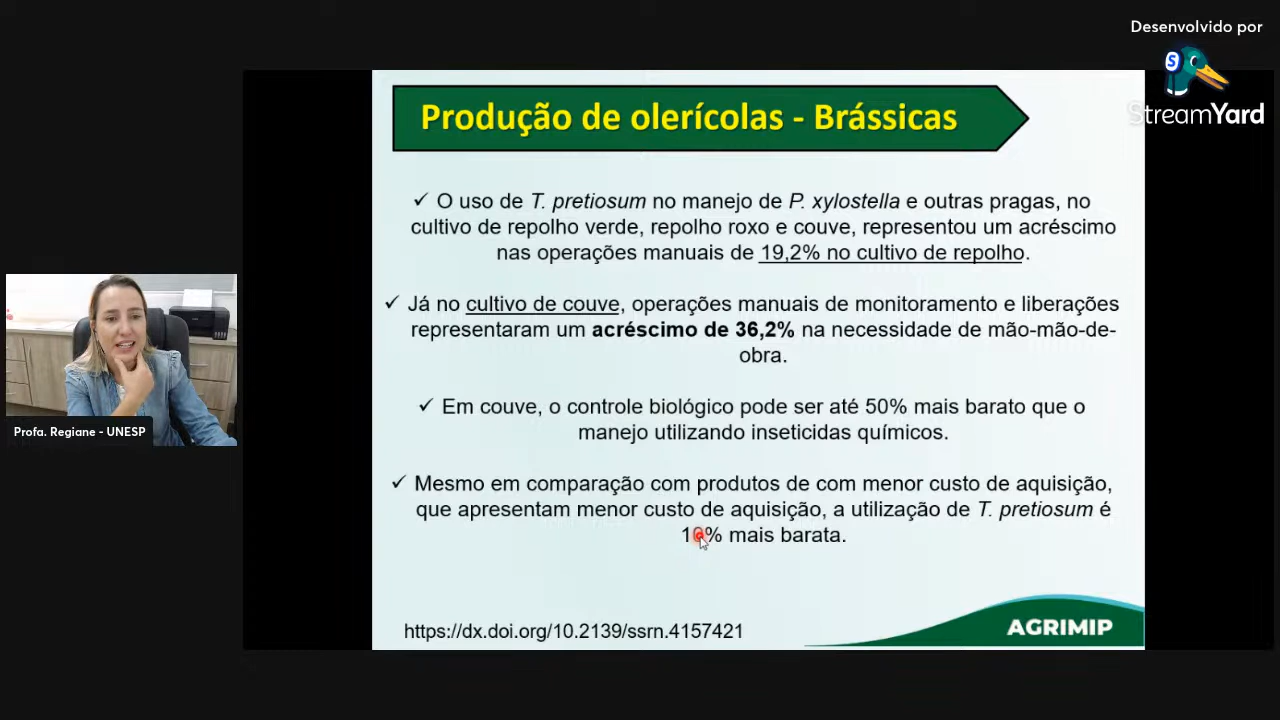 Desenvolvido por
StreamYard
Produção de olerícolas - Brássicas
✓ O uso de T. pretiosum no manejo de P. xylostella e outras pragas, no
cultivo de repolho verde, repolho roxo e couve, representou um acréscimo
nas operações manuais de 19,2% no cultivo de repolho.
✓ Já no cultivo de couve, operações manuais de monitoramento e liberações
representaram um acréscimo de 36,2% na necessidade de mão-mão-de-
obra.
✓ Em couve, o controle biológico pode ser até 50% mais barato que o
manejo utilizando inseticidas químicos.
✓ Mesmo em comparação com produtos de com menor custo de aquisição,
que apresentam menor custo de aquisição, a utilização de T. pretiosum é
mais barata.
https://dx.doi.org/10.2139/ssrn.4157421
AGRIMIP
Profa. Regiane - UNESP